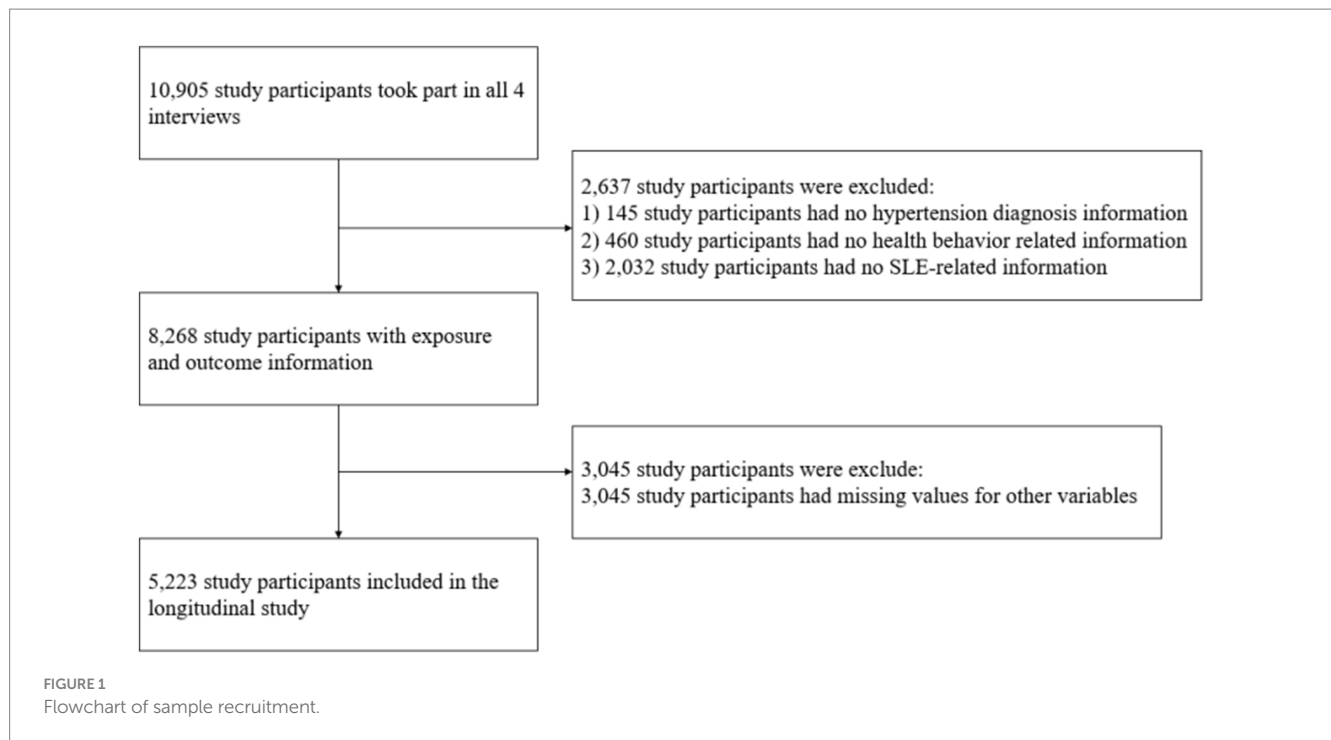 10,905 study participants took part in all 4
interviews
2,637 study participants were excluded:
1) 145 study participants had no hypertension diagnosis information
2) 460 study participants had no health behavior related information
3) 2,032 study participants had no SLE-related information
8,268 study participants with exposure
and outcome information
3,045 study participants were exclude:
3,045 study participants had missing values for other variables
5,223 study participants included in the
longitudinal study
FIGURE 1
Flowchart of sample recruitment.